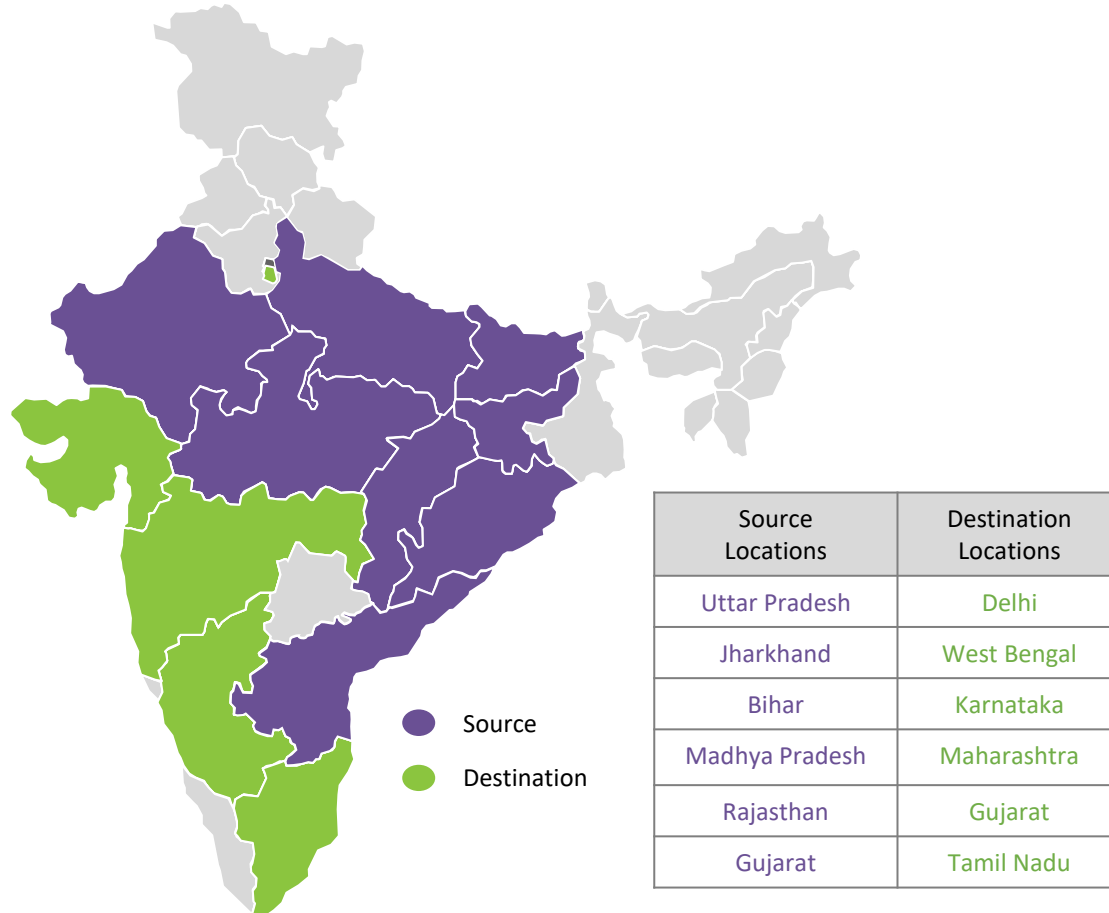 Source
Destination
Source
Locations
Destination
Locations
Uttar Pradesh
Delhi
Jharkhand
West Bengal
Bihar
Karnataka
Madhya Pradesh
Maharashtra
Rajasthan
Gujarat
Gujarat
Tamil Nadu